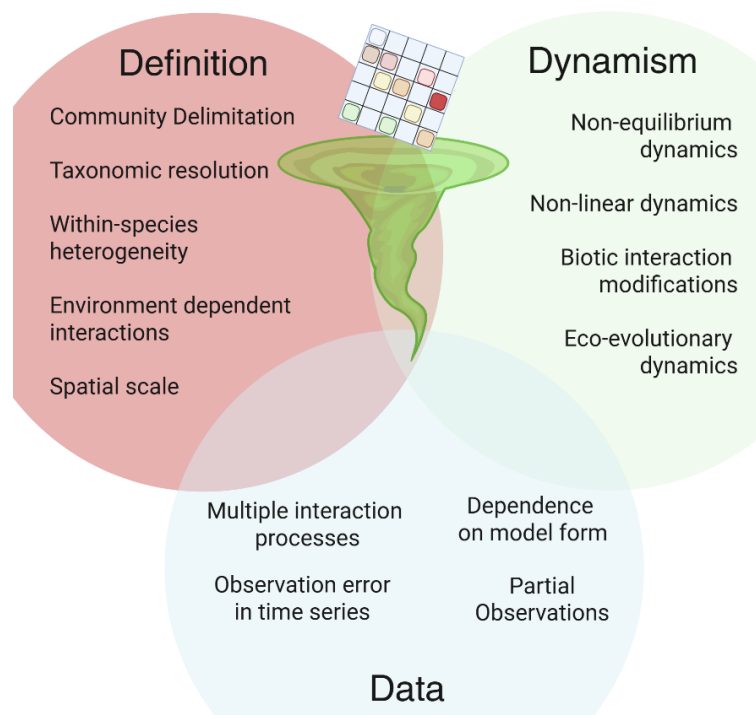 Definition
Community Delimitation
Taxonomic resolution
Within-species
heterogeneity
Environment dependent
interactions
Spatial scale
Dynamism
Non-equilibrium
dynamics
Non-linear dynamics
Biotic interaction
modifications
Eco-evolutionary
dynamics
Multiple interaction
processes
Observation error
in time series
Dependence
on model form
Partial
Observations
Data